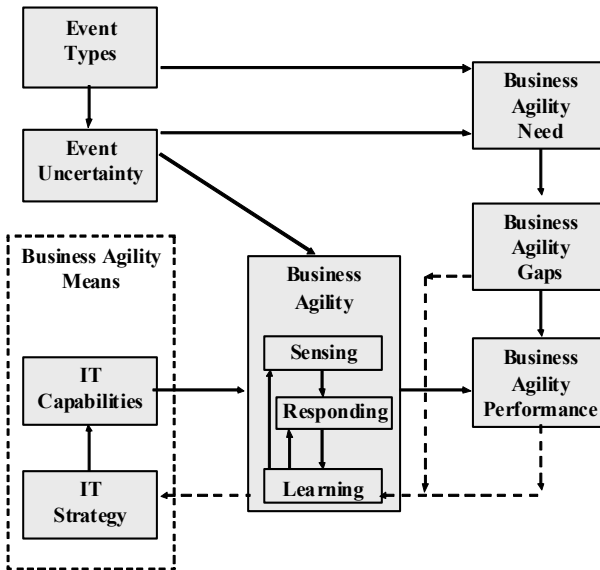 Event
Types
Business
Agility
Need
Event
Uncertainty
Business
Agility
Gaps
Business Agility
Means
Business
Agility
Sensing
Responding
Learning
IT
Capabilities
Business
Agility
Performance
IT
Strategy